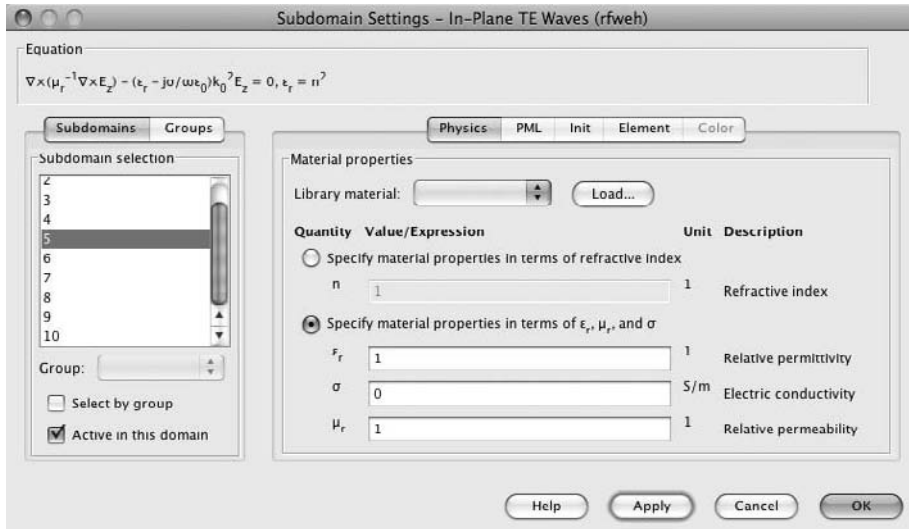 Subdomain Settings – In-Plane TE Waves (rfweh)
Equation
∇×(μr⁻¹∇×Ez) – (εr – jσ/ωε0)k0²Ez = 0, εr = n²
Subdomains Groups
Subdomain selection
2
3
4
5
6
7
8
9
10
Group:
Select by group
Active in this domain
Physics PML Init Element Color
Material properties
Library material: Load...
Quantity Value/Expression Unit Description
Specify material properties in terms of refractive index
n 1 1 Refractive index
Specify material properties in terms of εr, μr, and σ
εr 1 1 Relative permittivity
σ 0 S/m Electric conductivity
μr 1 1 Relative permeability
Help Apply Cancel OK